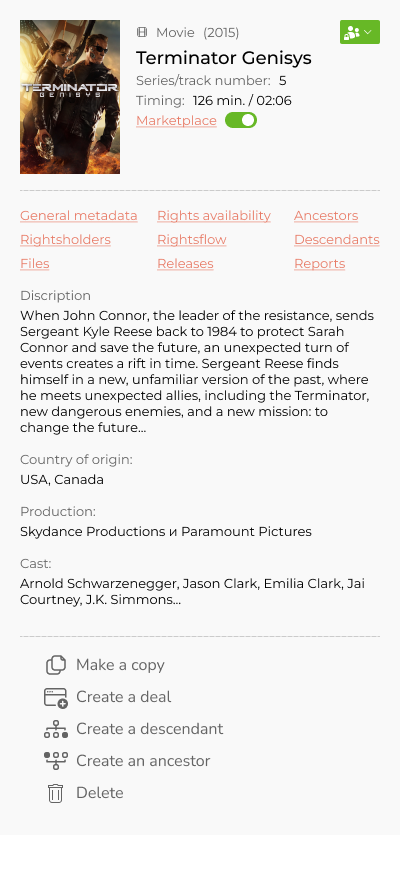 TERMINATOR
GENISYS
Movie (2015)
Terminator Genisys
Series/track number: 5
Timing: 126 min. / 02:06
Marketplace
General metadata Rights availability Ancestors
Rightsholders Rightsflow Descendants
Files Releases Reports
Discription
When John Connor, the leader of the resistance, sends
Sergeant Kyle Reese back to 1984 to protect Sarah
Connor and save the future, an unexpected turn of
events creates a rift in time. Sergeant Reese finds
himself in a new, unfamiliar version of the past, where
he meets unexpected allies, including the Terminator,
new dangerous enemies, and a new mission: to
change the future...
Country of origin:
USA, Canada
Production:
Skydance Productions и Paramount Pictures
Cast:
Arnold Schwarzenegger, Jason Clark, Emilia Clark, Jai
Courtney, J.K. Simmons...
Make a copy
Create a deal
Create a descendant
Create an ancestor
Delete